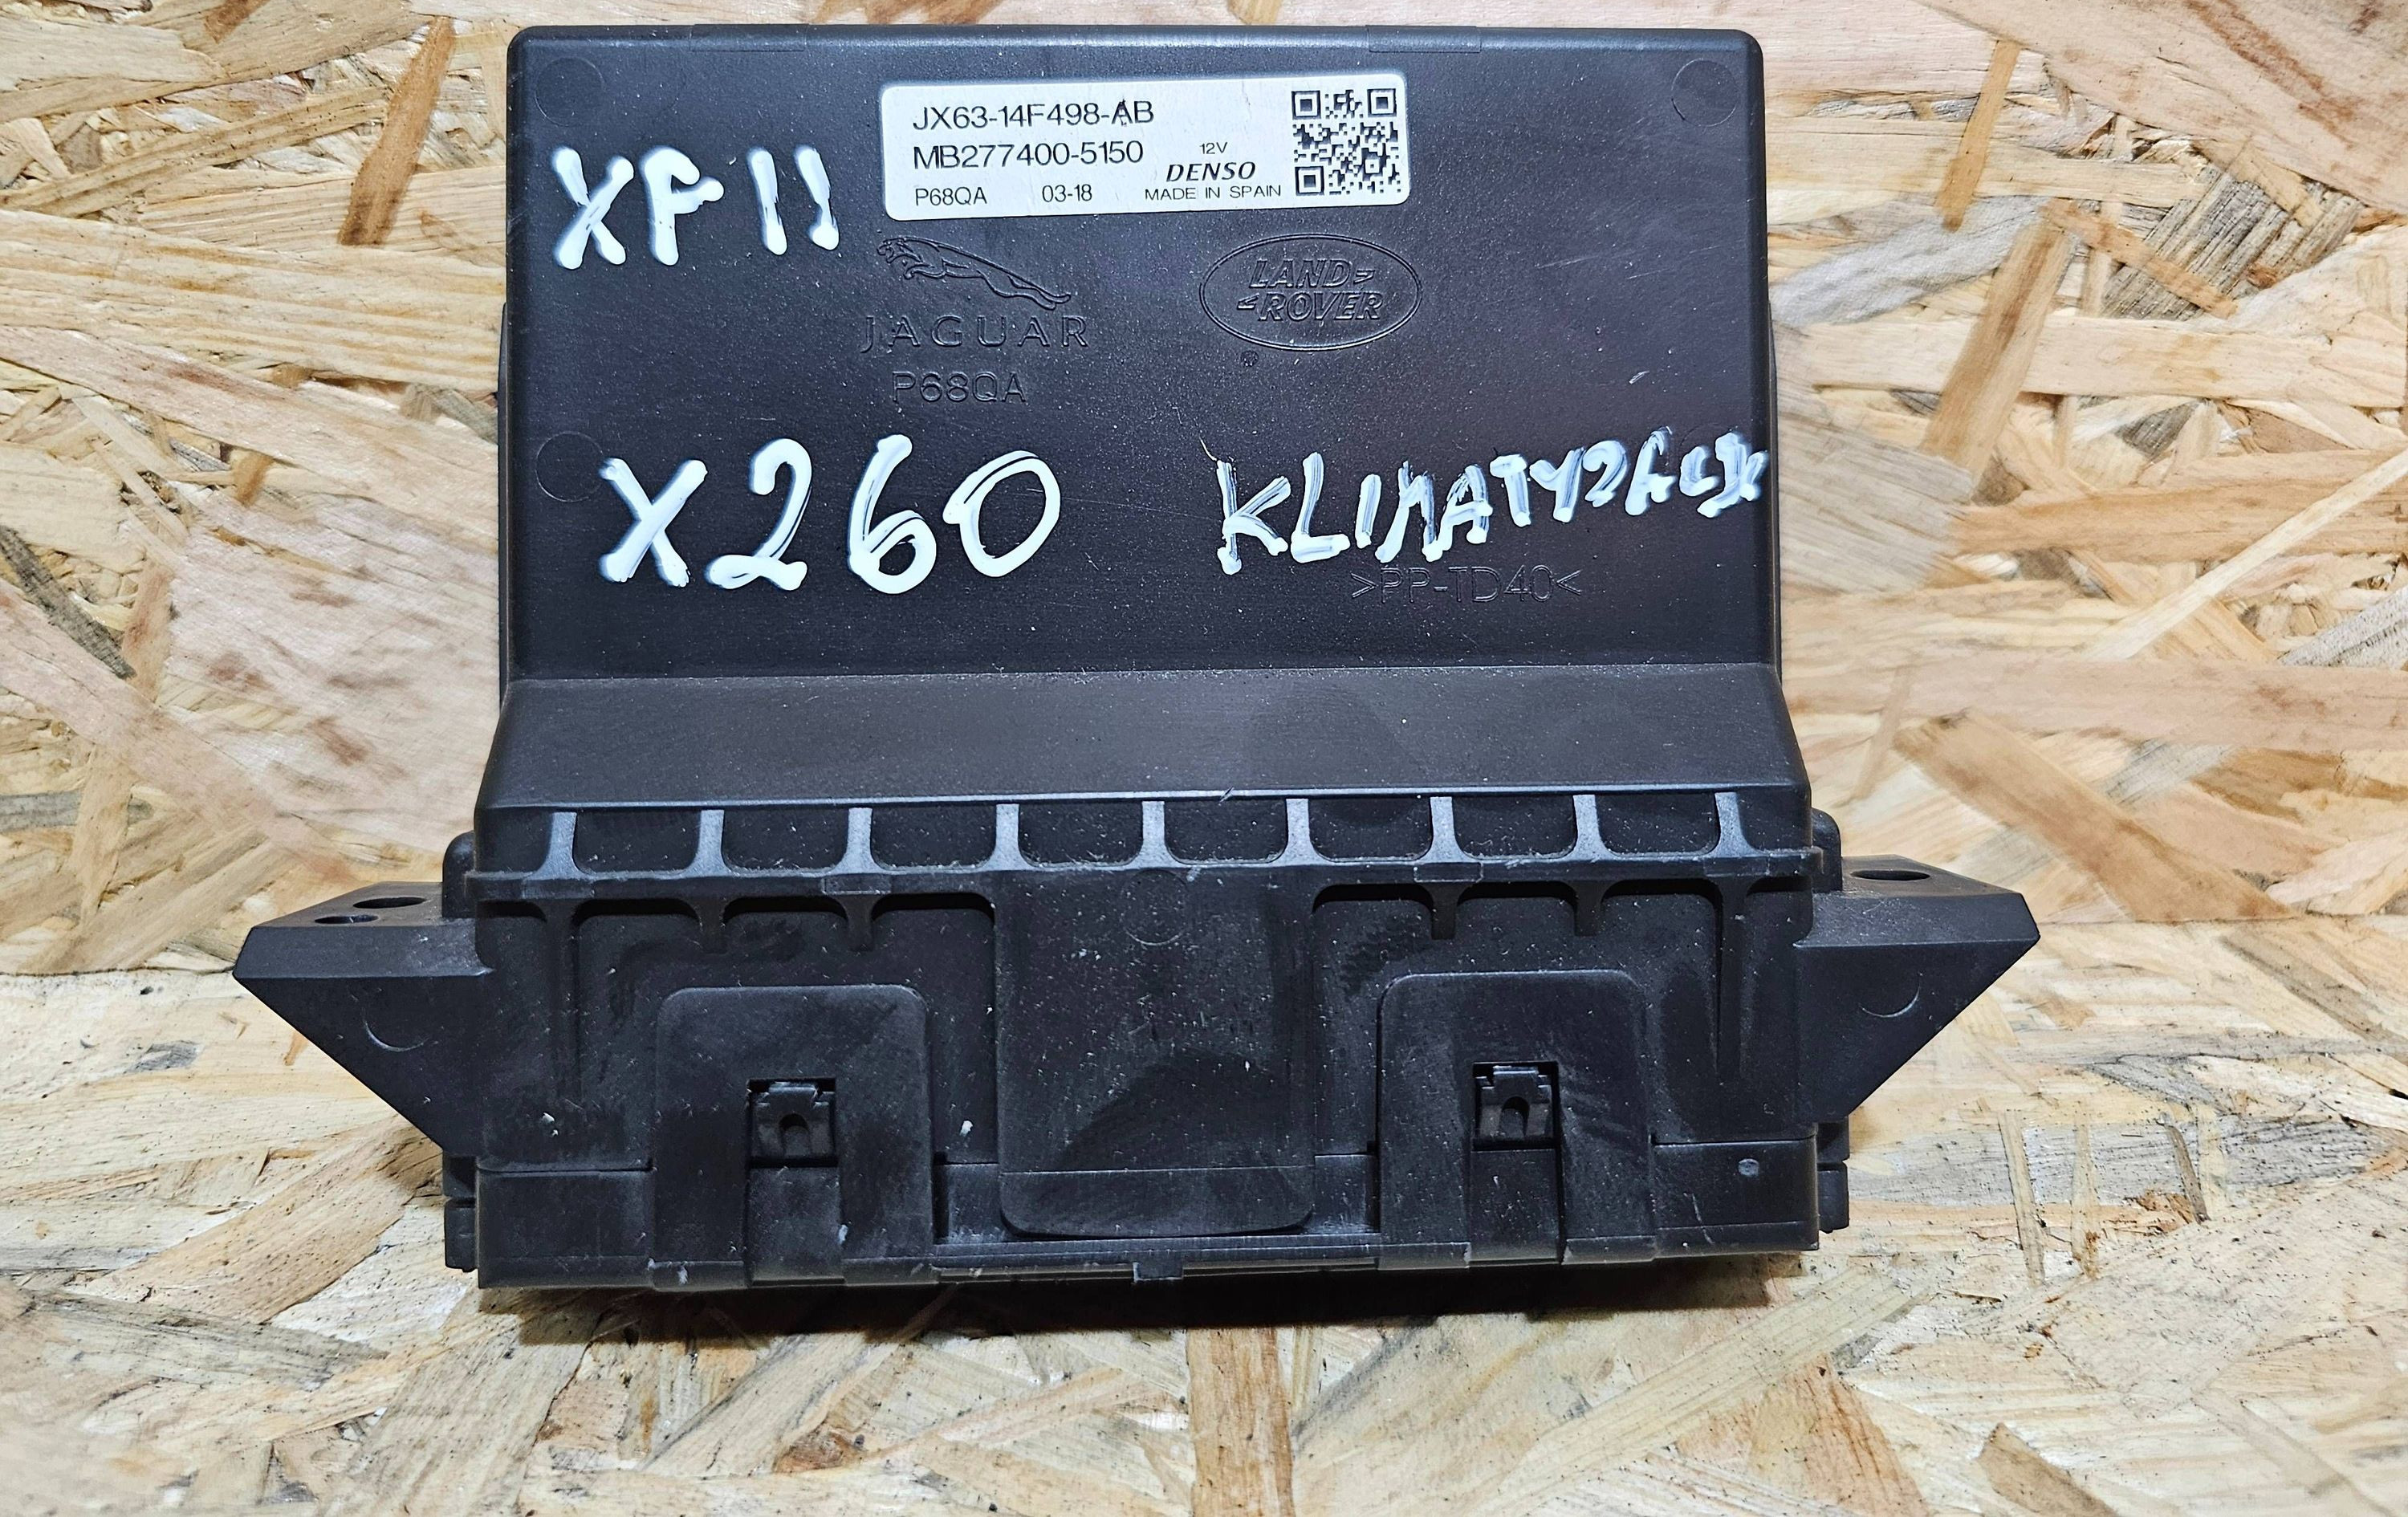 JX63-14F498-AB
MB277400-5150
12V
DENSO
P68QA 03-18 MADE IN SPAIN
XF II
JAGUAR
LAND-
-ROVER
P68QA
X260
>PP-TD40<